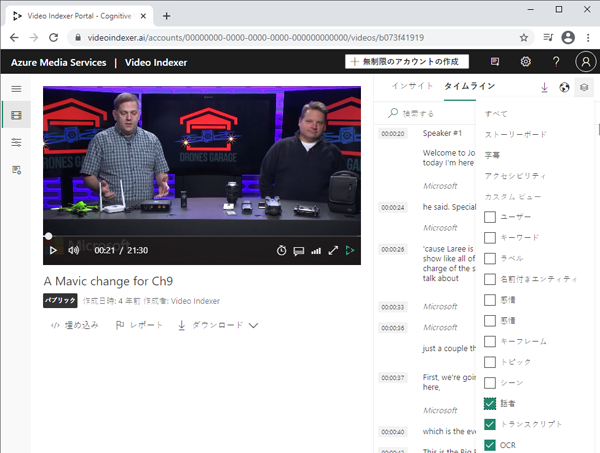 Video Indexer Portal - Cognitive
videoindexer.ai/accounts/00000000-0000-0000-0000-000000000000/videos/b073f41919
Azure Media Services | Video Indexer
無制限のアカウントの作成
DRONES GARAGE
DRONES GARAGE
Microsoft
00:21 / 21:30
A Mavic change for Ch9
パブリック 作成日時: 4 年前 作成者: Video Indexer
埋め込み レポート ダウンロード
インサイト タイムライン
検索する
00:00:20 Speaker #1
Welcome to Jo
today I'm here
Microsoft
00:00:24 he said. Special
Microsoft
00:00:26 'cause Laree is
show like all of
charge of the s
talk about
00:00:33 Microsoft
00:00:36 Microsoft
just a couple th
00:00:37 First, we're goin
here,
Microsoft
00:00:40 which is the eve
00:00:42 This is the Big
すべて
ストーリーボード
字幕
アクセシビリティ
カスタム ビュー
ユーザー
キーワード
ラベル
名前付きエンティティ
感情
感情
キーフレーム
トピック
シーン
話者
トランスクリプト
OCR